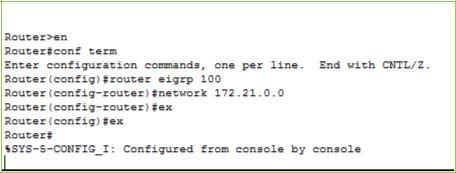 Router>en
Router#conf term
Enter configuration commands, one per line.  End with CNTL/Z.
Router(config)#router eigrp 100
Router(config-router)#network 172.21.0.0
Router(config-router)#ex
Router(config)#ex
Router#
%SYS-5-CONFIG_I: Configured from console by console